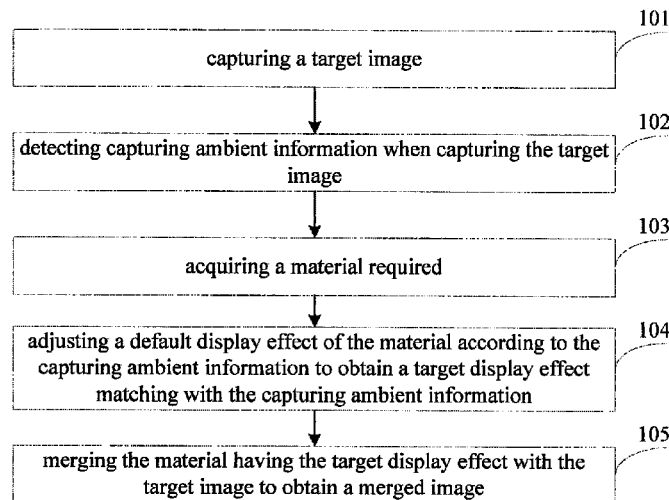 101
capturing a target image
102
detecting capturing ambient information when capturing the target
image
103
acquiring a material required
104
adjusting a default display effect of the material according to the
capturing ambient information to obtain a target display effect
matching with the capturing ambient information
105
merging the material having the target display effect with the
target image to obtain a merged image